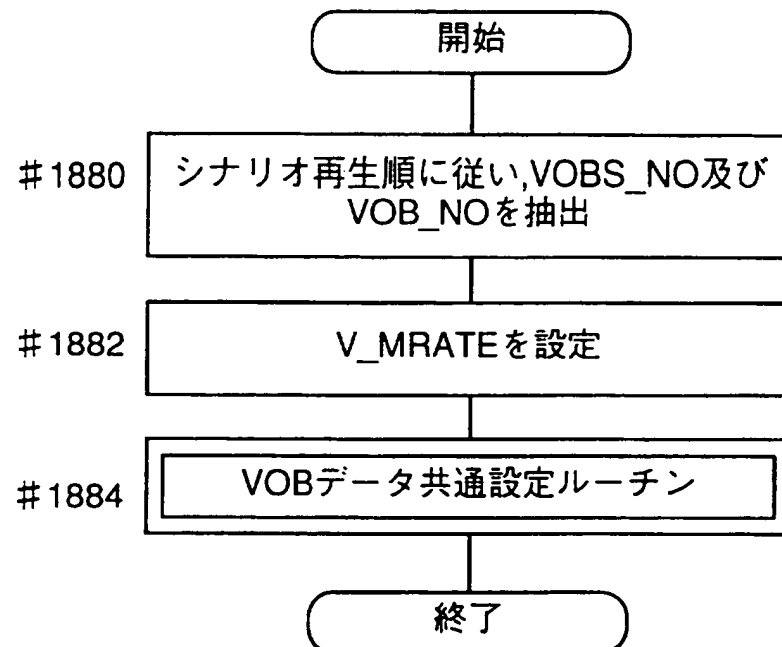 開始
#1880
シナリオ再生順に従い,VOBS_NO及び
VOB_NOを抽出
#1882
V_MRATEを設定
#1884
VOBデータ共通設定ルーチン
終了